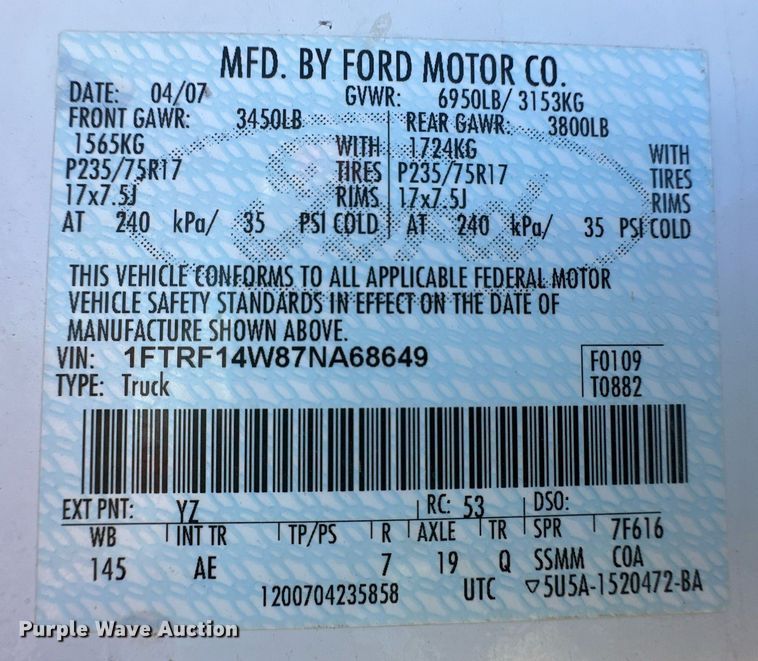 MFD. BY FORD MOTOR CO.
DATE: 04/07 GVWR: 6950LB/ 3153KG
FRONT GAWR: 3450LB REAR GAWR: 3800LB
1565KG WITH 1724KG WITH
P235/75R17 TIRES P235/75R17 TIRES
17x7.5J RIMS 17x7.5J RIMS
AT 240 kPa/ 35 PSI COLD AT 240 kPa/ 35 PSI COLD
Ford
THIS VEHICLE CONFORMS TO ALL APPLICABLE FEDERAL MOTOR
VEHICLE SAFETY STANDARDS IN EFFECT ON THE DATE OF
MANUFACTURE SHOWN ABOVE.
VIN: 1FTRF14W87NA68649 F0109
TYPE: Truck T0882
EXT PNT: YZ RC: 53 DSO:
WB INT TR TP/PS R AXLE TR SPR 7F616
145 AE 7 19 Q SSMM COA
1200704235858 UTC ▽5U5A-1520472-BA
Purple Wave Auction